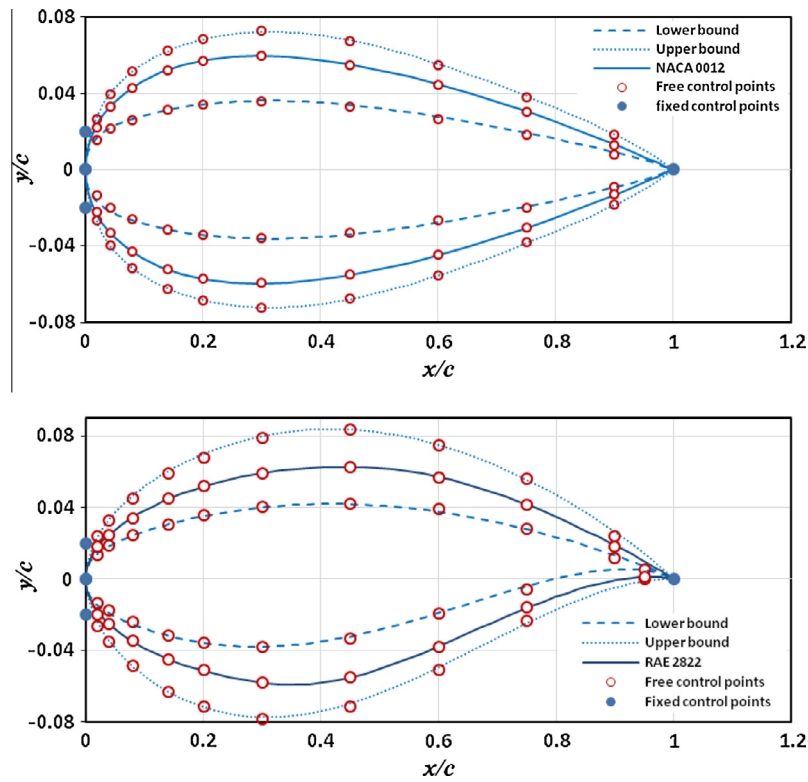 0.08
0.04
0
-0.04
-0.08
y/c
0 0.2 0.4 0.6 0.8 1 1.2
x/c
Lower bound
Upper bound
NACA 0012
Free control points
fixed control points
0.08
0.04
0
-0.04
-0.08
y/c
0 0.2 0.4 0.6 0.8 1 1.2
x/c
Lower bound
Upper bound
RAE 2822
Free control points
Fixed control points